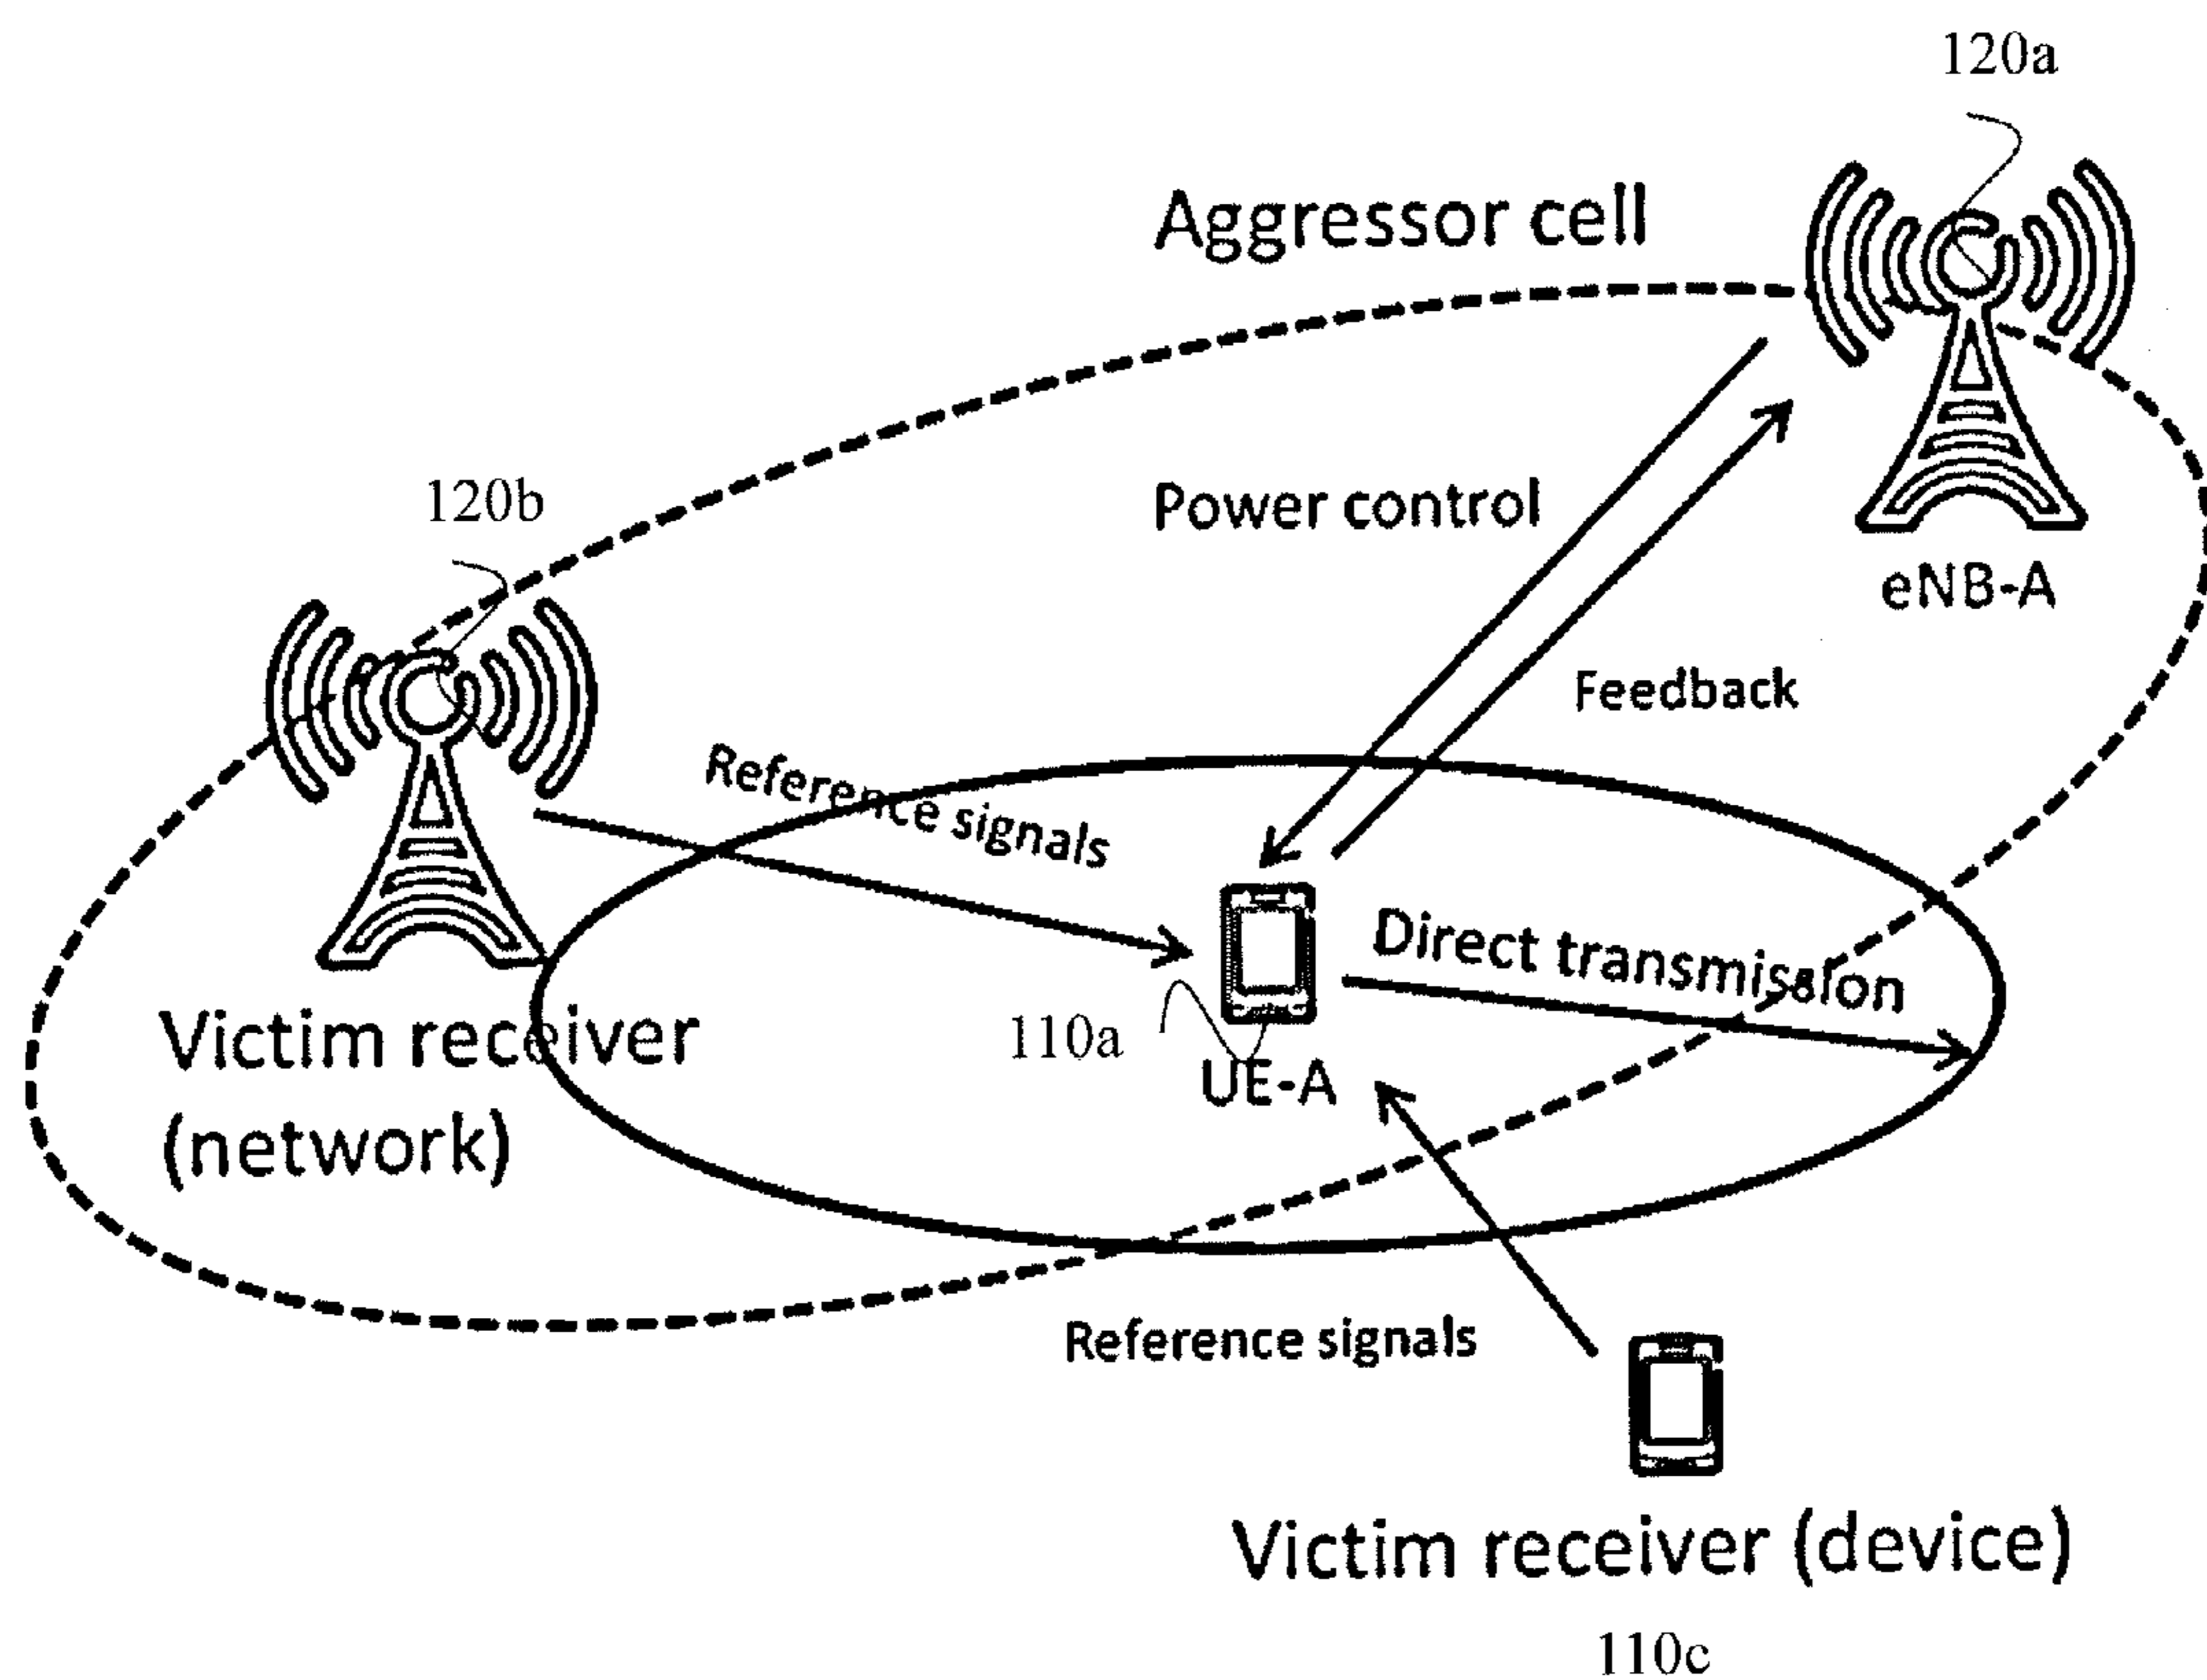 120a
Aggressor cell
120b
Power control
eNB-A
Feedback
Reference signals
Direct transmission
110a
UE-A
Victim receiver
(network)
Reference signals
Victim receiver (device)
110c